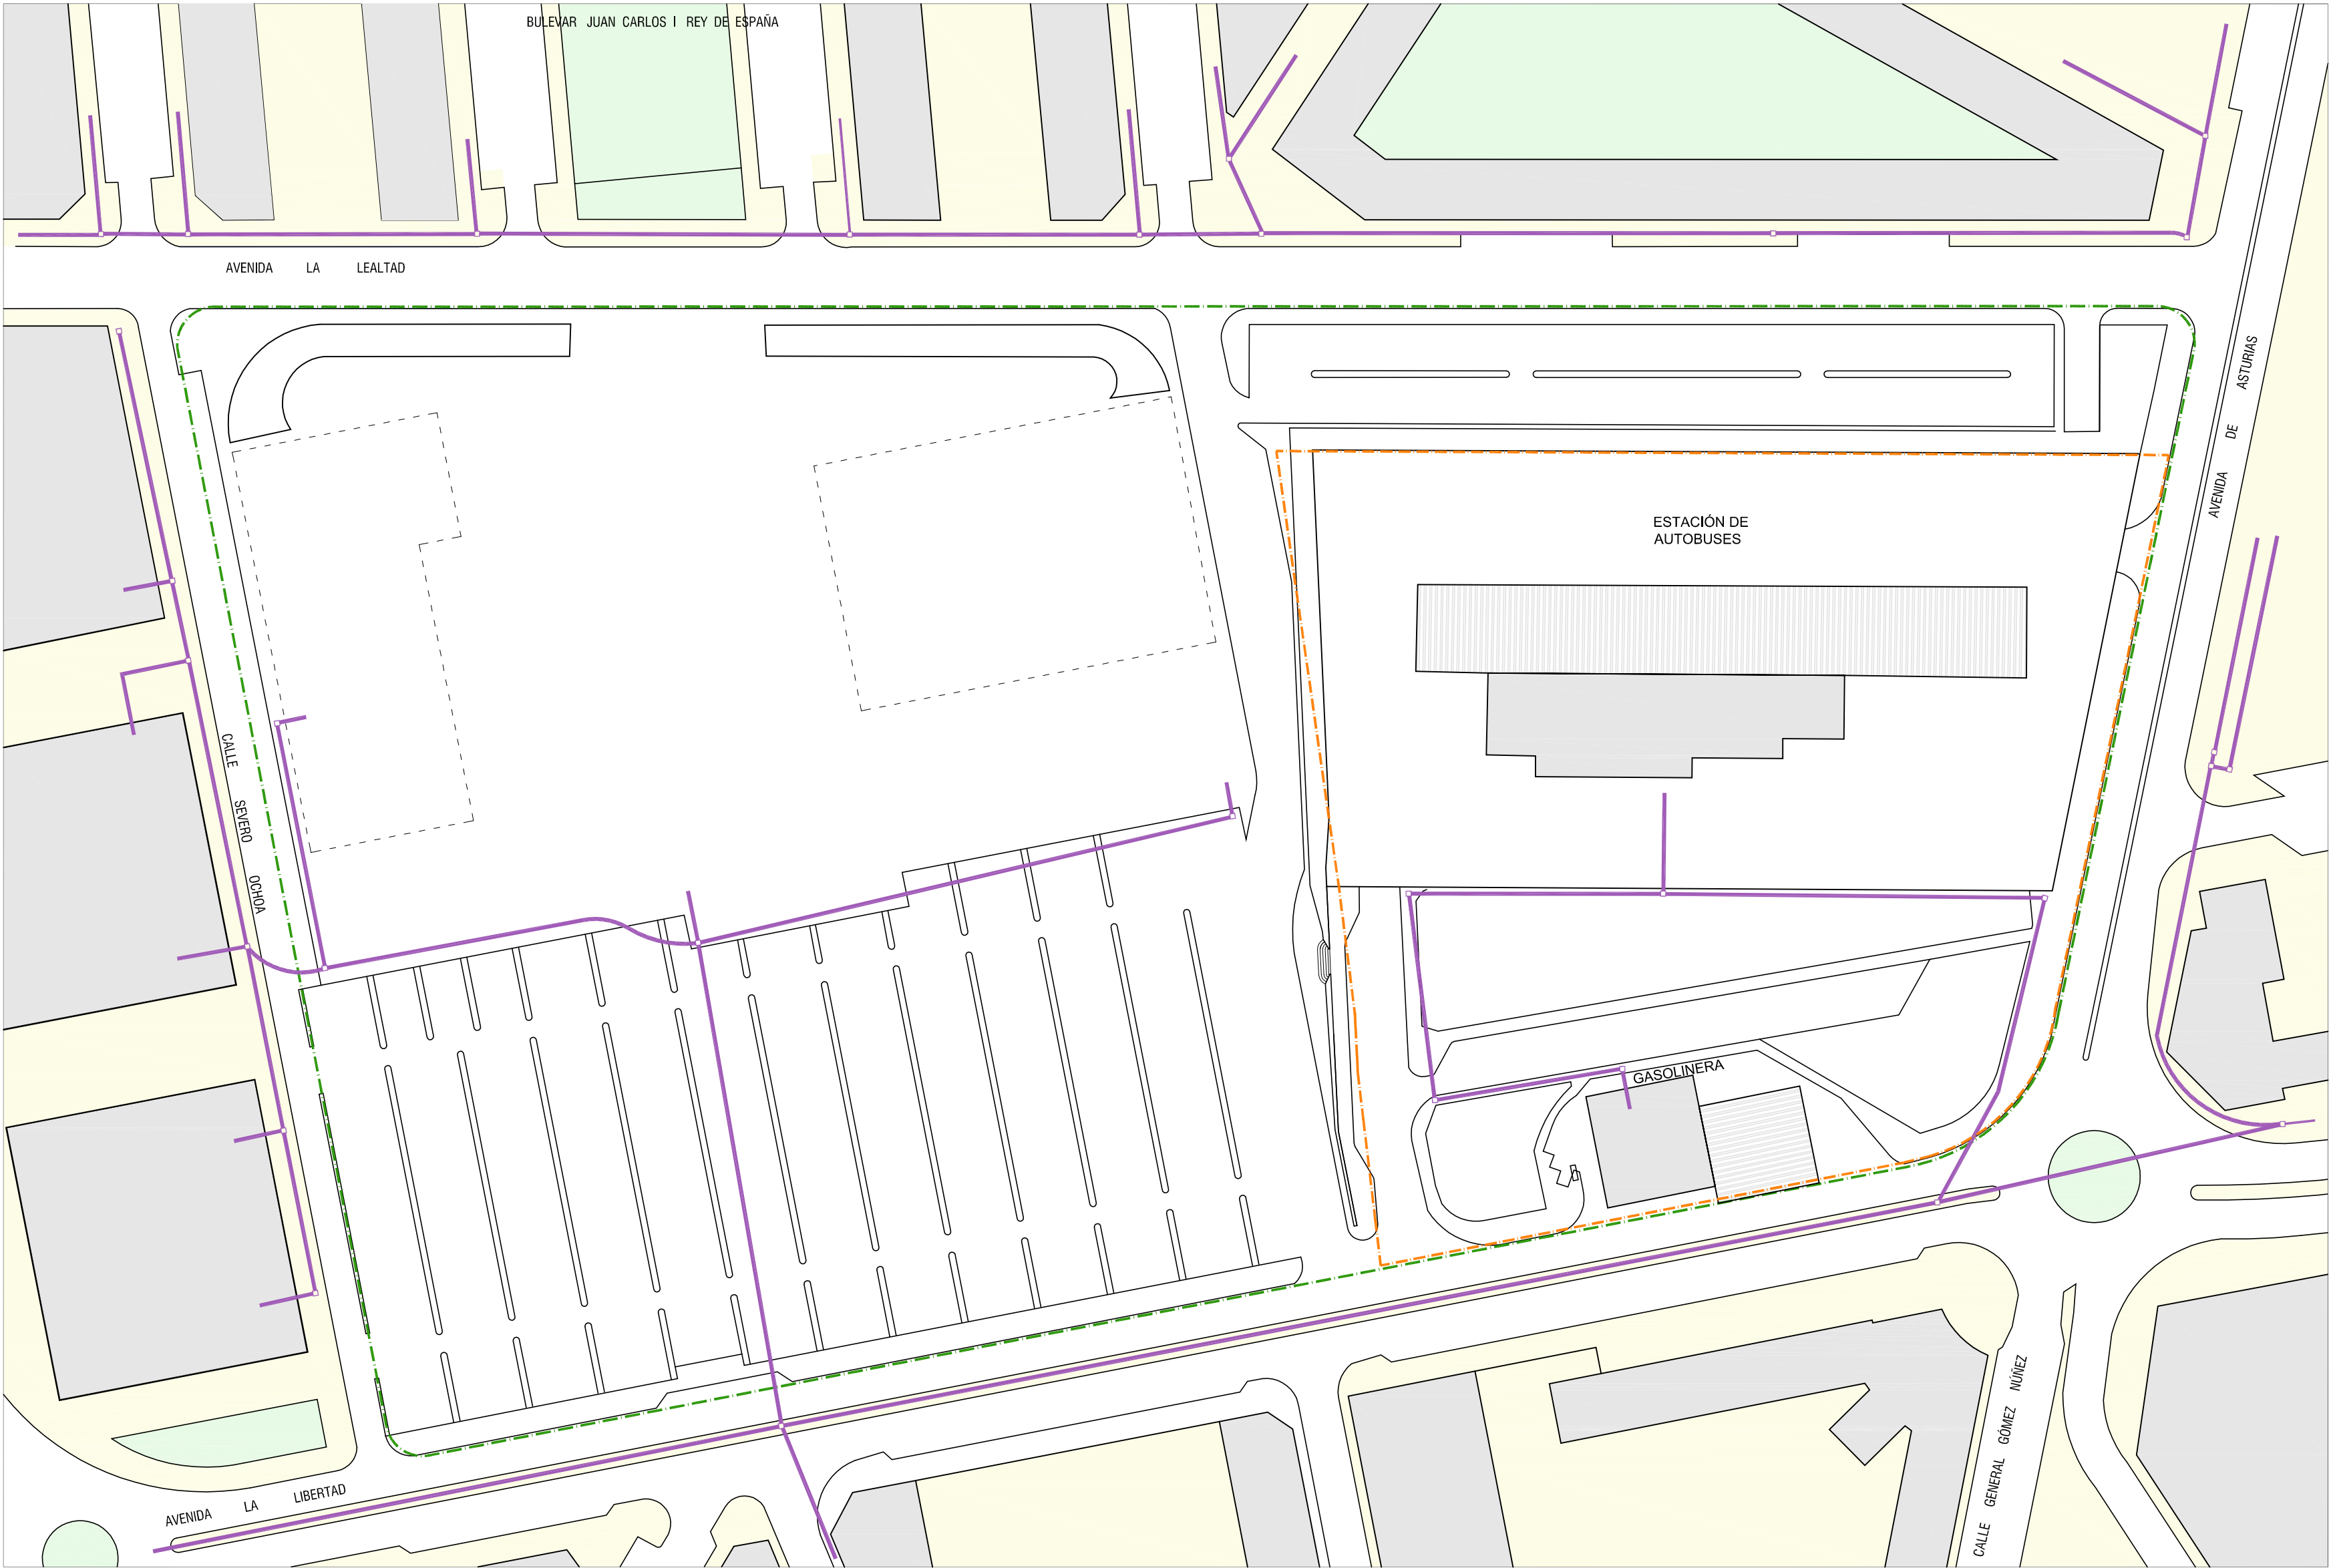 BULEVAR JUAN CARLOS I REY DE ESPAÑA
AVENIDA LA LEALTAD
AVENIDA DE ASTURIAS
ESTACIÓN DE
AUTOBUSES
CALLE SEVERO OCHOA
GASOLINERA
CALLE GENERAL GÓMEZ NÚÑEZ
AVENIDA LA LIBERTAD